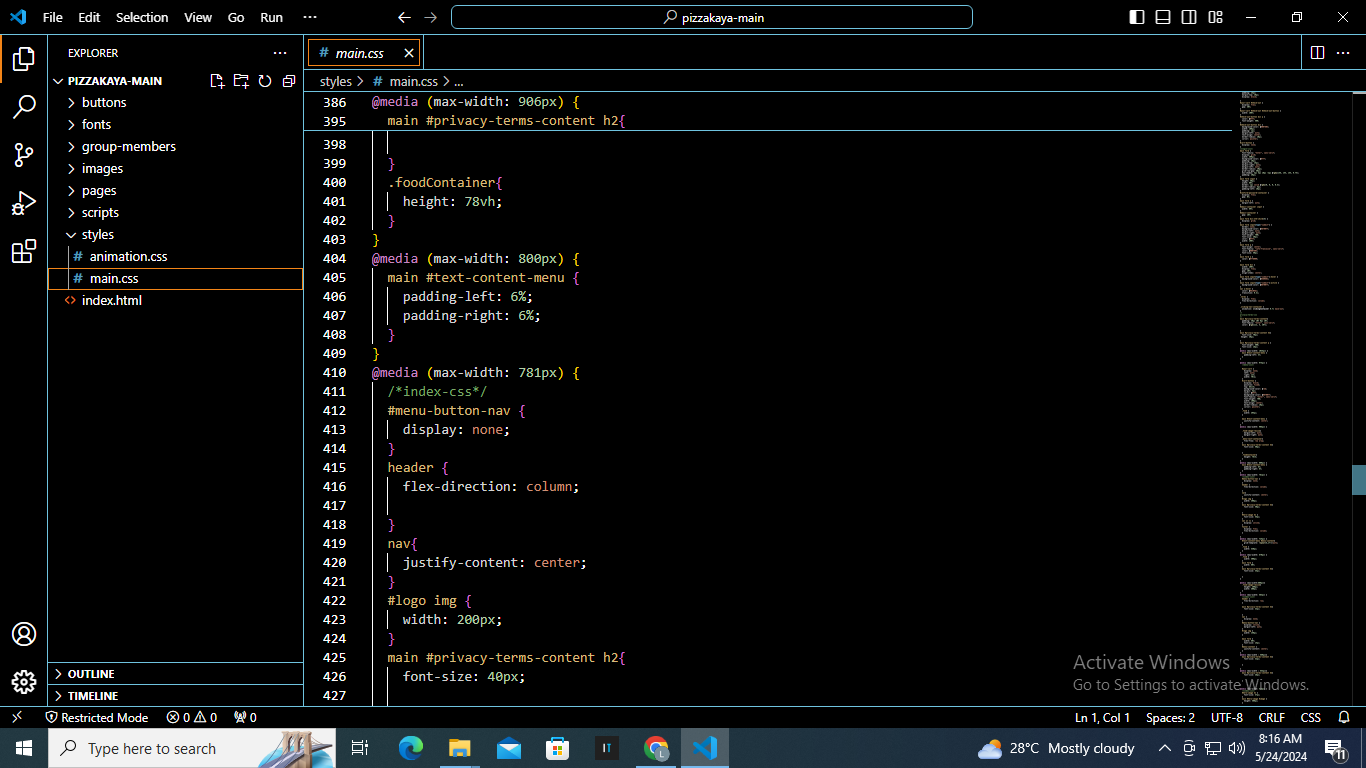 File Edit Selection View Go Run ··· pizzakaya-main
EXPLORER ···
PIZZAKAYA-MAIN
buttons
fonts
group-members
images
pages
scripts
styles
# animation.css
# main.css
<> index.html
OUTLINE
TIMELINE
# main.css
styles > # main.css > ...
386 @media (max-width: 906px) {
395 main #privacy-terms-content h2{
398
399 }
400 .foodContainer{
401 height: 78vh;
402 }
403 }
404 @media (max-width: 800px) {
405 main #text-content-menu {
406 padding-left: 6%;
407 padding-right: 6%;
408 }
409 }
410 @media (max-width: 781px) {
411 /*index-css*/
412 #menu-button-nav {
413 display: none;
414 }
415 header {
416 flex-direction: column;
417
418 }
419 nav{
420 justify-content: center;
421 }
422 #logo img {
423 width: 200px;
424 }
425 main #privacy-terms-content h2{
426 font-size: 40px;
427
Activate Windows
Go to Settings to activate Windows.
Restricted Mode 0 0 0 Ln 1, Col 1 Spaces: 2 UTF-8 CRLF CSS
Type here to search IT L 28°C Mostly cloudy 8:16 AM
5/24/2024 11